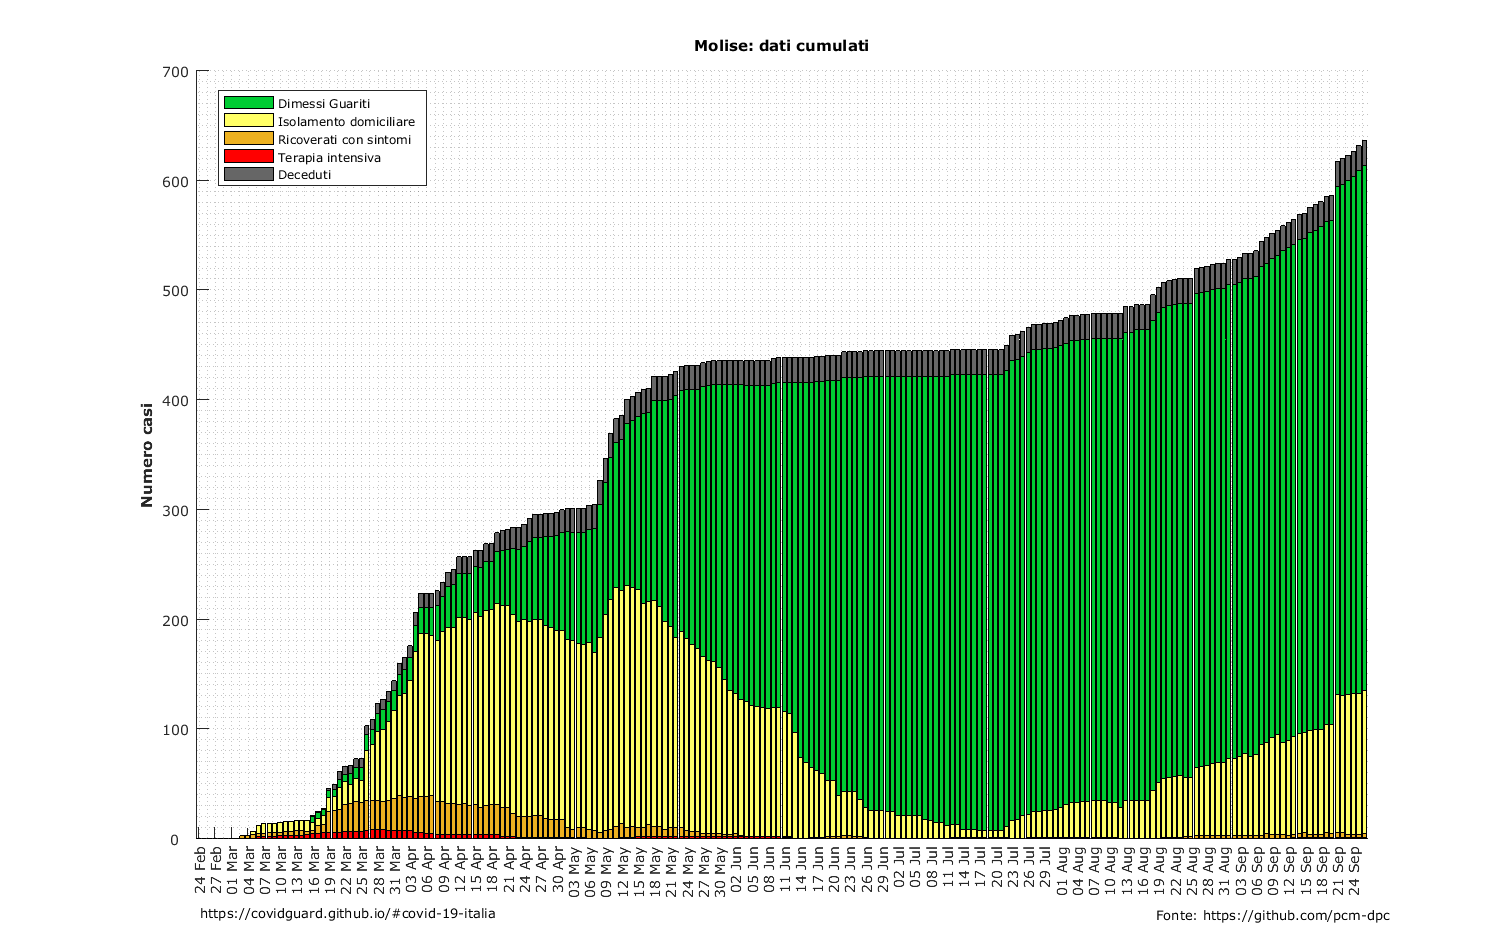 Molise: dati cumulati
700
600
500
400
300
200
100
0
Numero casi
Dimessi Guariti
Isolamento domiciliare
Ricoverati con sintomi
Terapia intensiva
Deceduti
24 Feb
27 Feb
01 Mar
04 Mar
07 Mar
10 Mar
13 Mar
16 Mar
19 Mar
22 Mar
25 Mar
28 Mar
31 Mar
03 Apr
06 Apr
09 Apr
12 Apr
15 Apr
18 Apr
21 Apr
24 Apr
27 Apr
30 Apr
03 May
06 May
09 May
12 May
15 May
18 May
21 May
24 May
27 May
30 May
02 Jun
05 Jun
08 Jun
11 Jun
14 Jun
17 Jun
20 Jun
23 Jun
26 Jun
29 Jun
02 Jul
05 Jul
08 Jul
11 Jul
14 Jul
17 Jul
20 Jul
23 Jul
26 Jul
29 Jul
01 Aug
04 Aug
07 Aug
10 Aug
13 Aug
16 Aug
19 Aug
22 Aug
25 Aug
28 Aug
31 Aug
03 Sep
06 Sep
09 Sep
12 Sep
15 Sep
18 Sep
21 Sep
24 Sep
https://covidguard.github.io/#covid-19-italia
Fonte: https://github.com/pcm-dpc